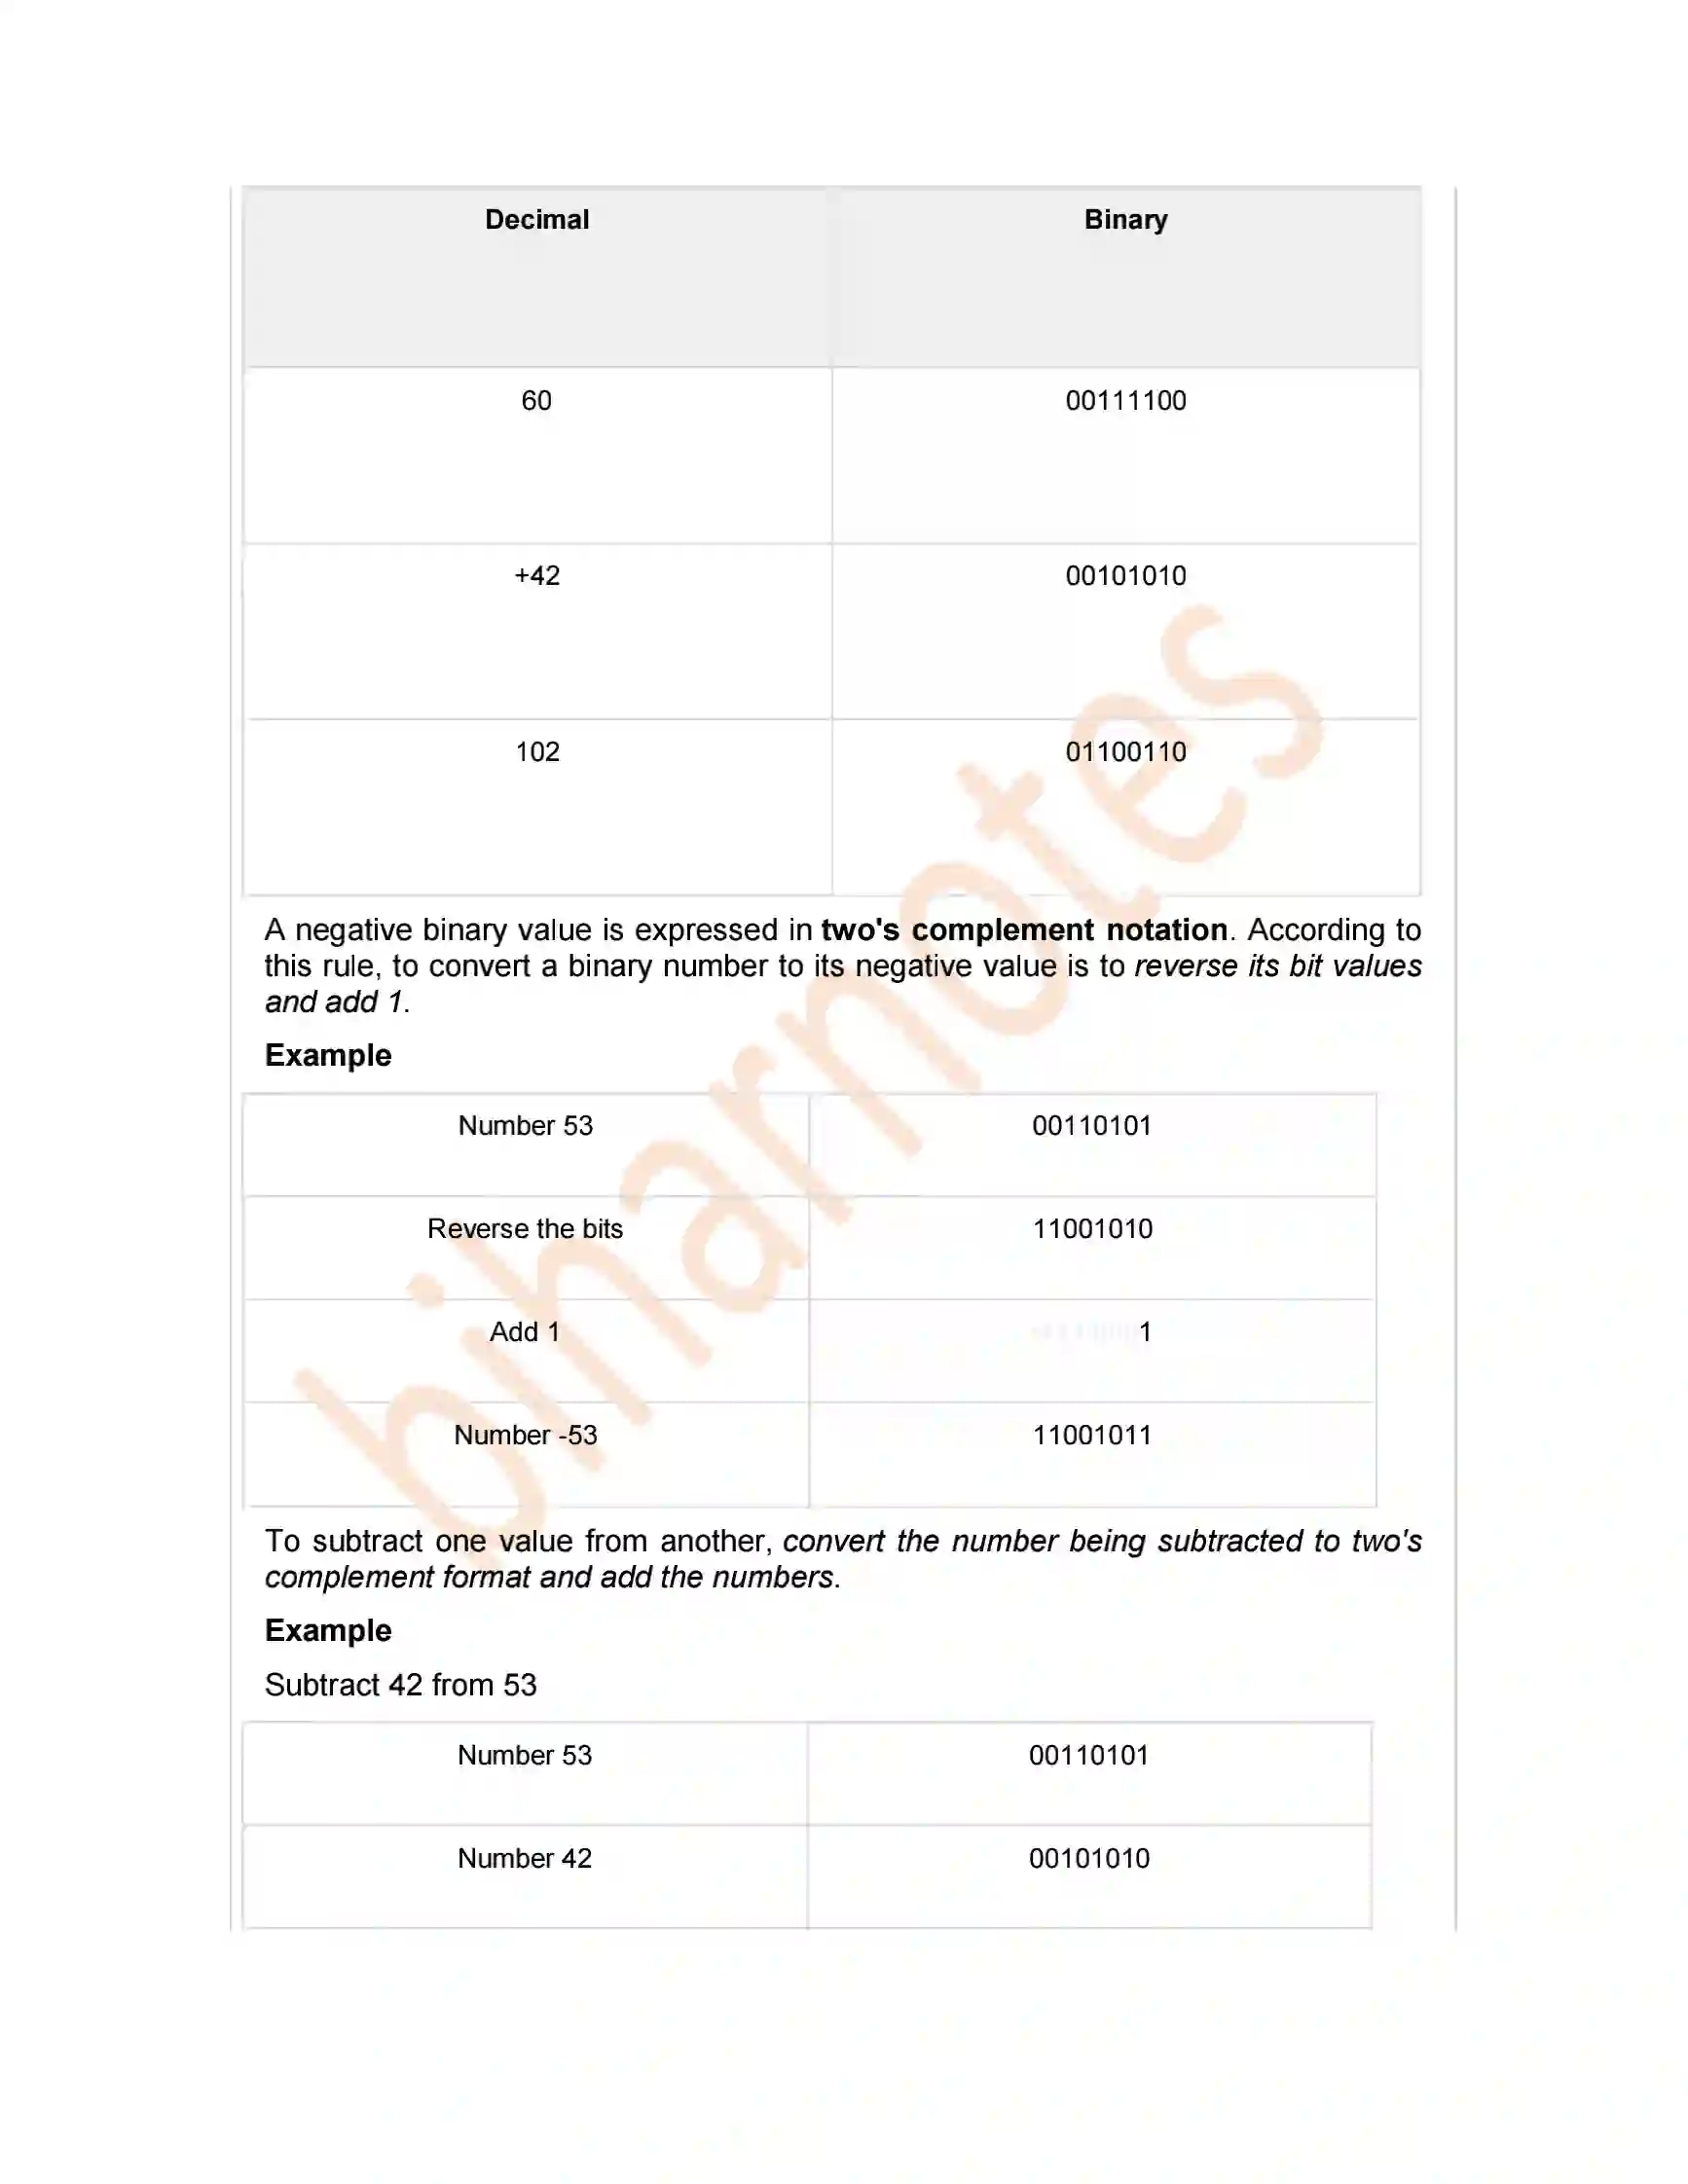 Decimal Binary
60 00111100
+42 00101010
102 01100110
A negative binary value is expressed in two's complement notation. According to
this rule, to convert a binary number to its negative value is to reverse its bit values
and add 1.
Example
Number 53 00110101
Reverse the bits 11001010
Add 1 1
Number -53 11001011
To subtract one value from another, convert the number being subtracted to two's
complement format and add the numbers.
Example
Subtract 42 from 53
Number 53 00110101
Number 42 00101010
biharnotes